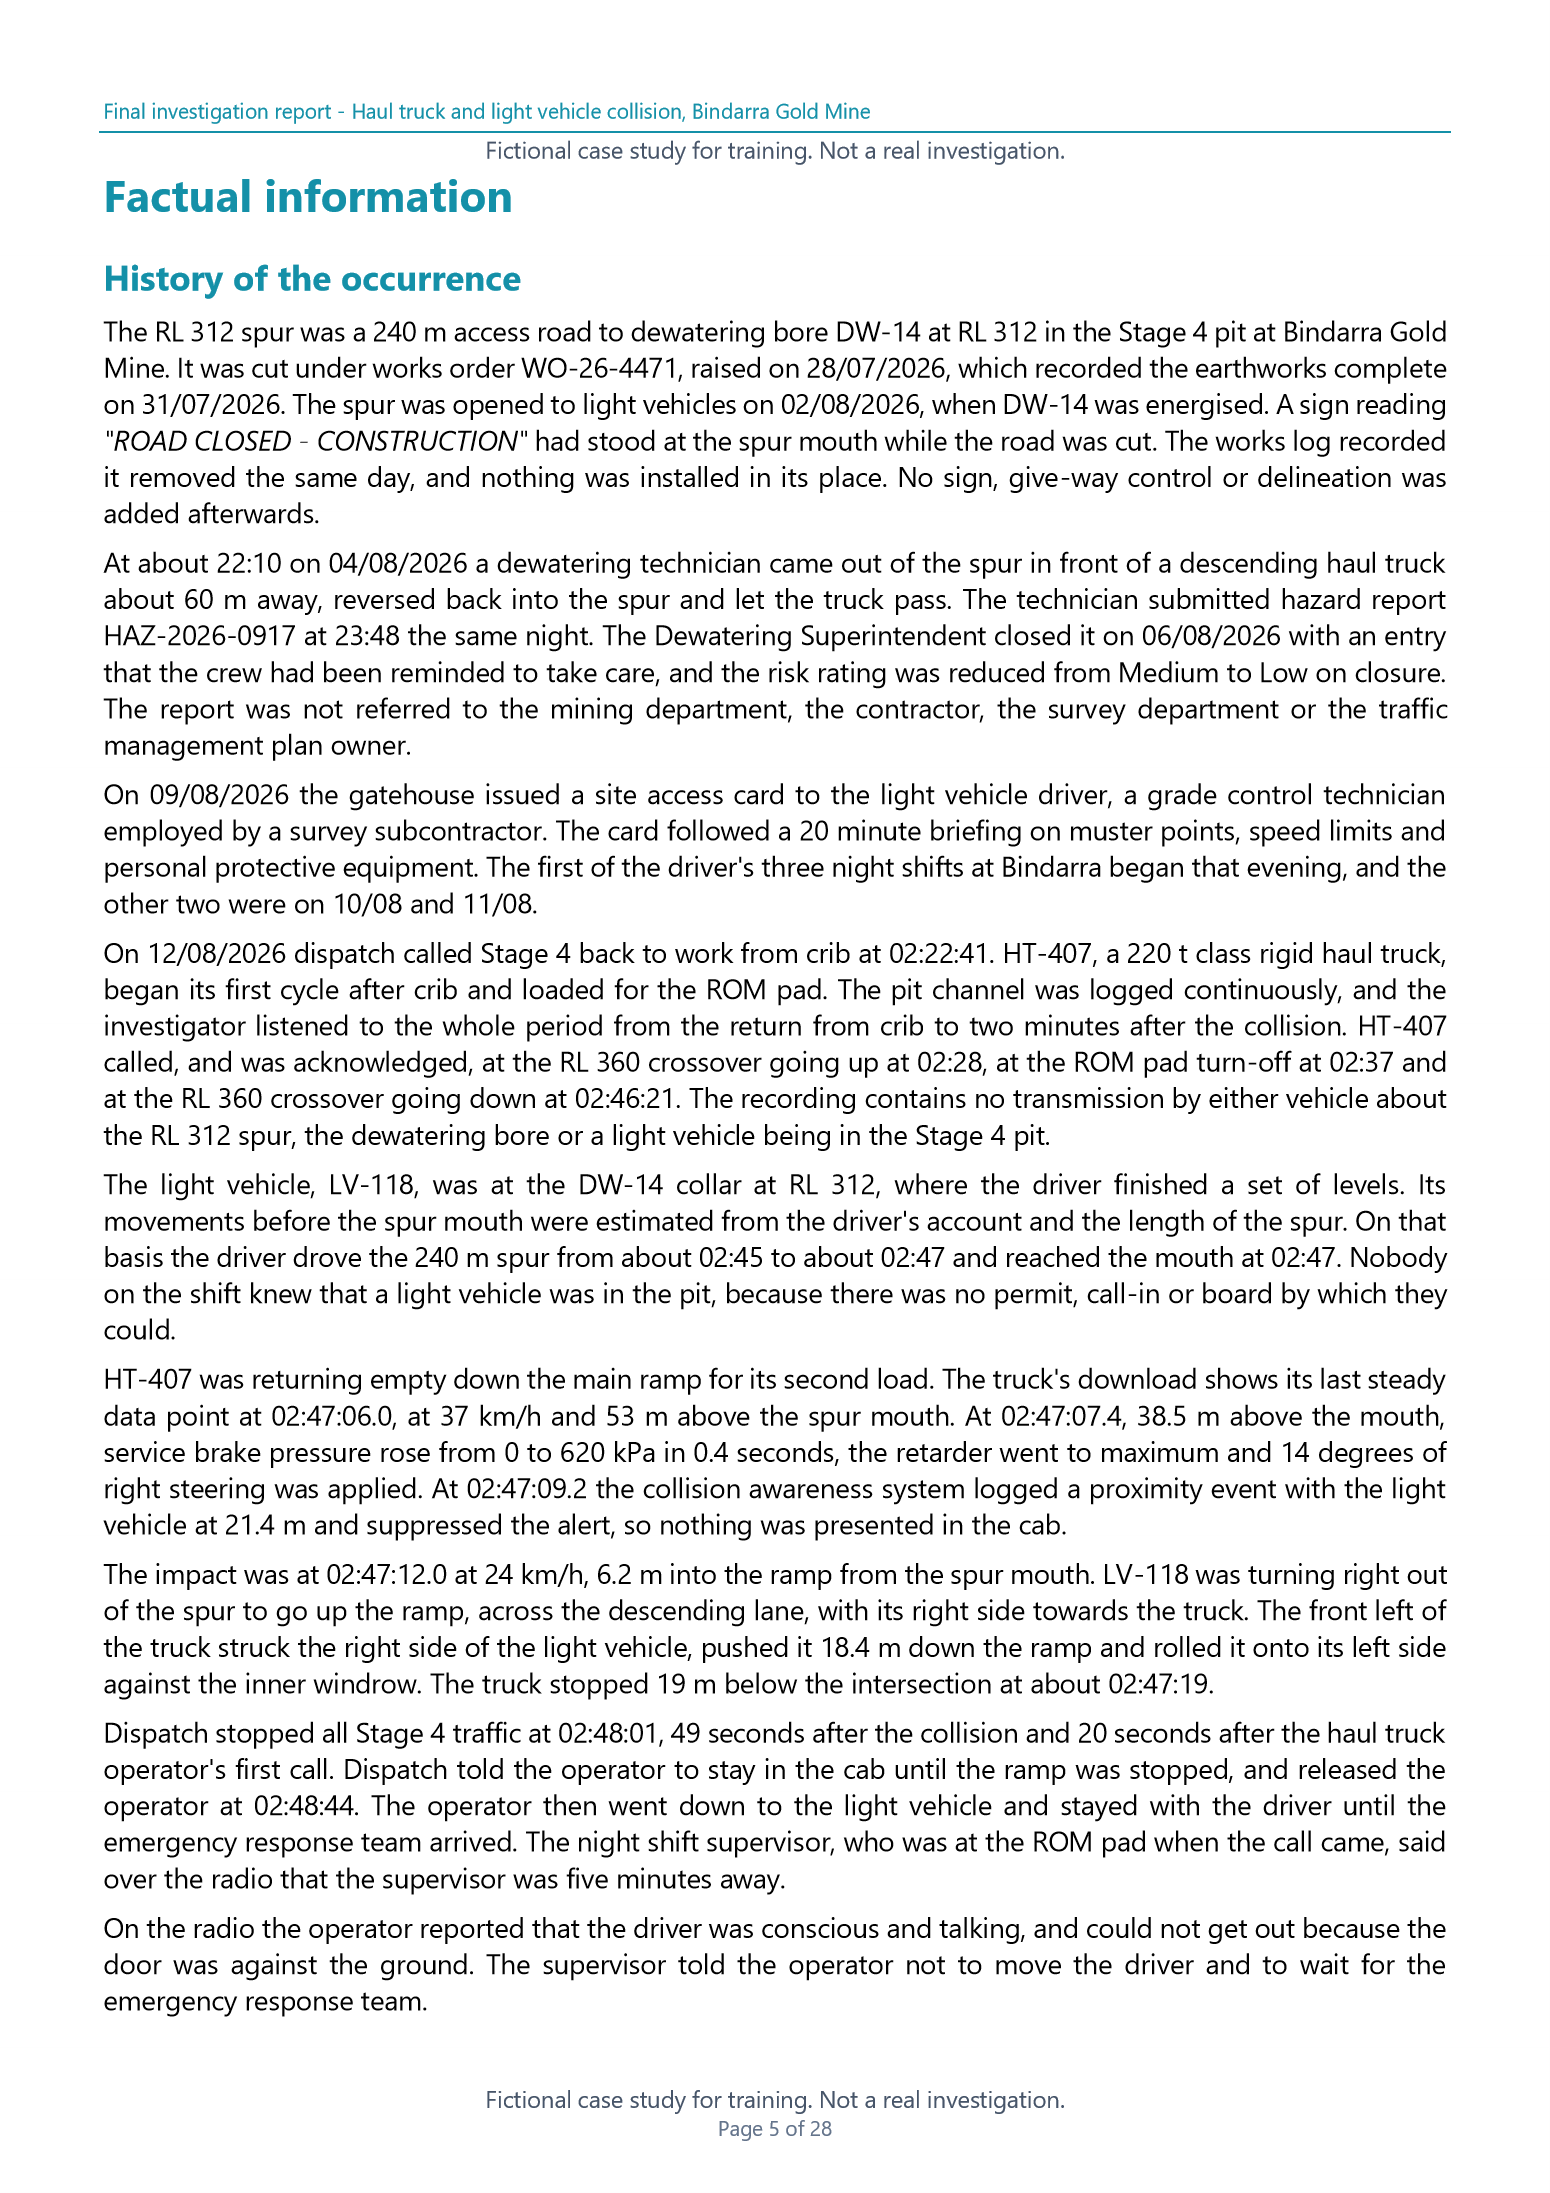 Final investigation report - Haul truck and light vehicle collision, Bindarra Gold Mine
Fictional case study for training. Not a real investigation.
Factual information
History of the occurrence
The RL 312 spur was a 240 m access road to dewatering bore DW-14 at RL 312 in the Stage 4 pit at Bindarra Gold
Mine. It was cut under works order WO-26-4471, raised on 28/07/2026, which recorded the earthworks complete
on 31/07/2026. The spur was opened to light vehicles on 02/08/2026, when DW-14 was energised. A sign reading
"ROAD CLOSED - CONSTRUCTION" had stood at the spur mouth while the road was cut. The works log recorded
it removed the same day, and nothing was installed in its place. No sign, give-way control or delineation was
added afterwards.
At about 22:10 on 04/08/2026 a dewatering technician came out of the spur in front of a descending haul truck
about 60 m away, reversed back into the spur and let the truck pass. The technician submitted hazard report
HAZ-2026-0917 at 23:48 the same night. The Dewatering Superintendent closed it on 06/08/2026 with an entry
that the crew had been reminded to take care, and the risk rating was reduced from Medium to Low on closure.
The report was not referred to the mining department, the contractor, the survey department or the traffic
management plan owner.
On 09/08/2026 the gatehouse issued a site access card to the light vehicle driver, a grade control technician
employed by a survey subcontractor. The card followed a 20 minute briefing on muster points, speed limits and
personal protective equipment. The first of the driver's three night shifts at Bindarra began that evening, and the
other two were on 10/08 and 11/08.
On 12/08/2026 dispatch called Stage 4 back to work from crib at 02:22:41. HT-407, a 220 t class rigid haul truck,
began its first cycle after crib and loaded for the ROM pad. The pit channel was logged continuously, and the
investigator listened to the whole period from the return from crib to two minutes after the collision. HT-407
called, and was acknowledged, at the RL 360 crossover going up at 02:28, at the ROM pad turn-off at 02:37 and
at the RL 360 crossover going down at 02:46:21. The recording contains no transmission by either vehicle about
the RL 312 spur, the dewatering bore or a light vehicle being in the Stage 4 pit.
The light vehicle, LV-118, was at the DW-14 collar at RL 312, where the driver finished a set of levels. Its
movements before the spur mouth were estimated from the driver's account and the length of the spur. On that
basis the driver drove the 240 m spur from about 02:45 to about 02:47 and reached the mouth at 02:47. Nobody
on the shift knew that a light vehicle was in the pit, because there was no permit, call-in or board by which they
could.
HT-407 was returning empty down the main ramp for its second load. The truck's download shows its last steady
data point at 02:47:06.0, at 37 km/h and 53 m above the spur mouth. At 02:47:07.4, 38.5 m above the mouth,
service brake pressure rose from 0 to 620 kPa in 0.4 seconds, the retarder went to maximum and 14 degrees of
right steering was applied. At 02:47:09.2 the collision awareness system logged a proximity event with the light
vehicle at 21.4 m and suppressed the alert, so nothing was presented in the cab.
The impact was at 02:47:12.0 at 24 km/h, 6.2 m into the ramp from the spur mouth. LV-118 was turning right out
of the spur to go up the ramp, across the descending lane, with its right side towards the truck. The front left of
the truck struck the right side of the light vehicle, pushed it 18.4 m down the ramp and rolled it onto its left side
against the inner windrow. The truck stopped 19 m below the intersection at about 02:47:19.
Dispatch stopped all Stage 4 traffic at 02:48:01, 49 seconds after the collision and 20 seconds after the haul truck
operator's first call. Dispatch told the operator to stay in the cab until the ramp was stopped, and released the
operator at 02:48:44. The operator then went down to the light vehicle and stayed with the driver until the
emergency response team arrived. The night shift supervisor, who was at the ROM pad when the call came, said
over the radio that the supervisor was five minutes away.
On the radio the operator reported that the driver was conscious and talking, and could not get out because the
door was against the ground. The supervisor told the operator not to move the driver and to wait for the
emergency response team.
Fictional case study for training. Not a real investigation.
Page 5 of 28